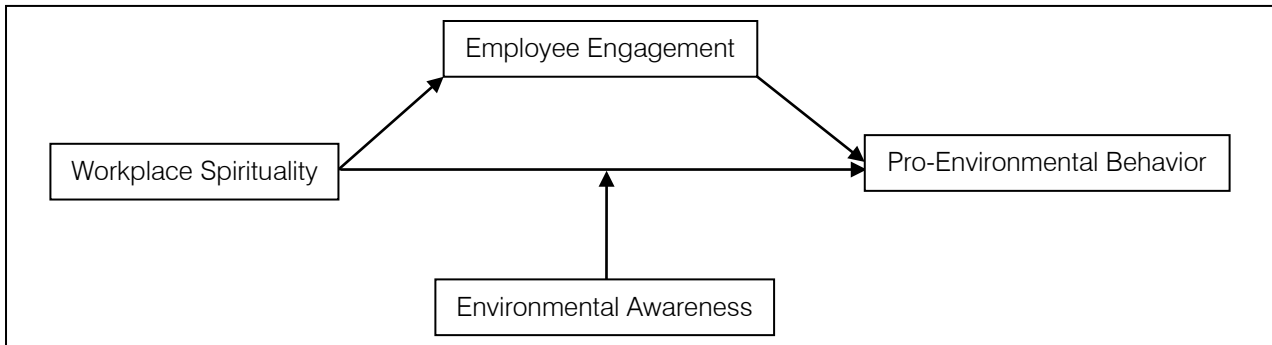 Employee Engagement
Workplace Spirituality
Pro-Environmental Behavior
Environmental Awareness